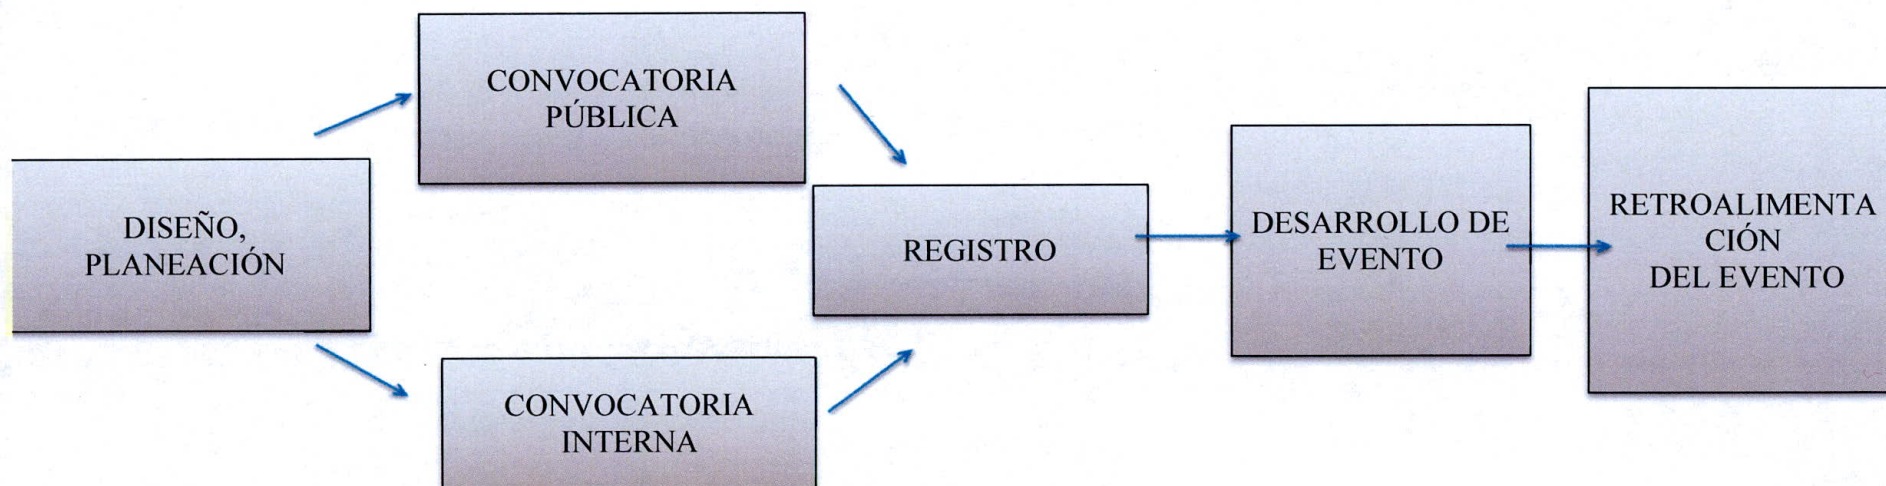 DISEÑO,
PLANEACIÓN
CONVOCATORIA
PÚBLICA
CONVOCATORIA
INTERNA
REGISTRO
DESARROLLO DE
EVENTO
RETROALIMENTA
CIÓN
DEL EVENTO